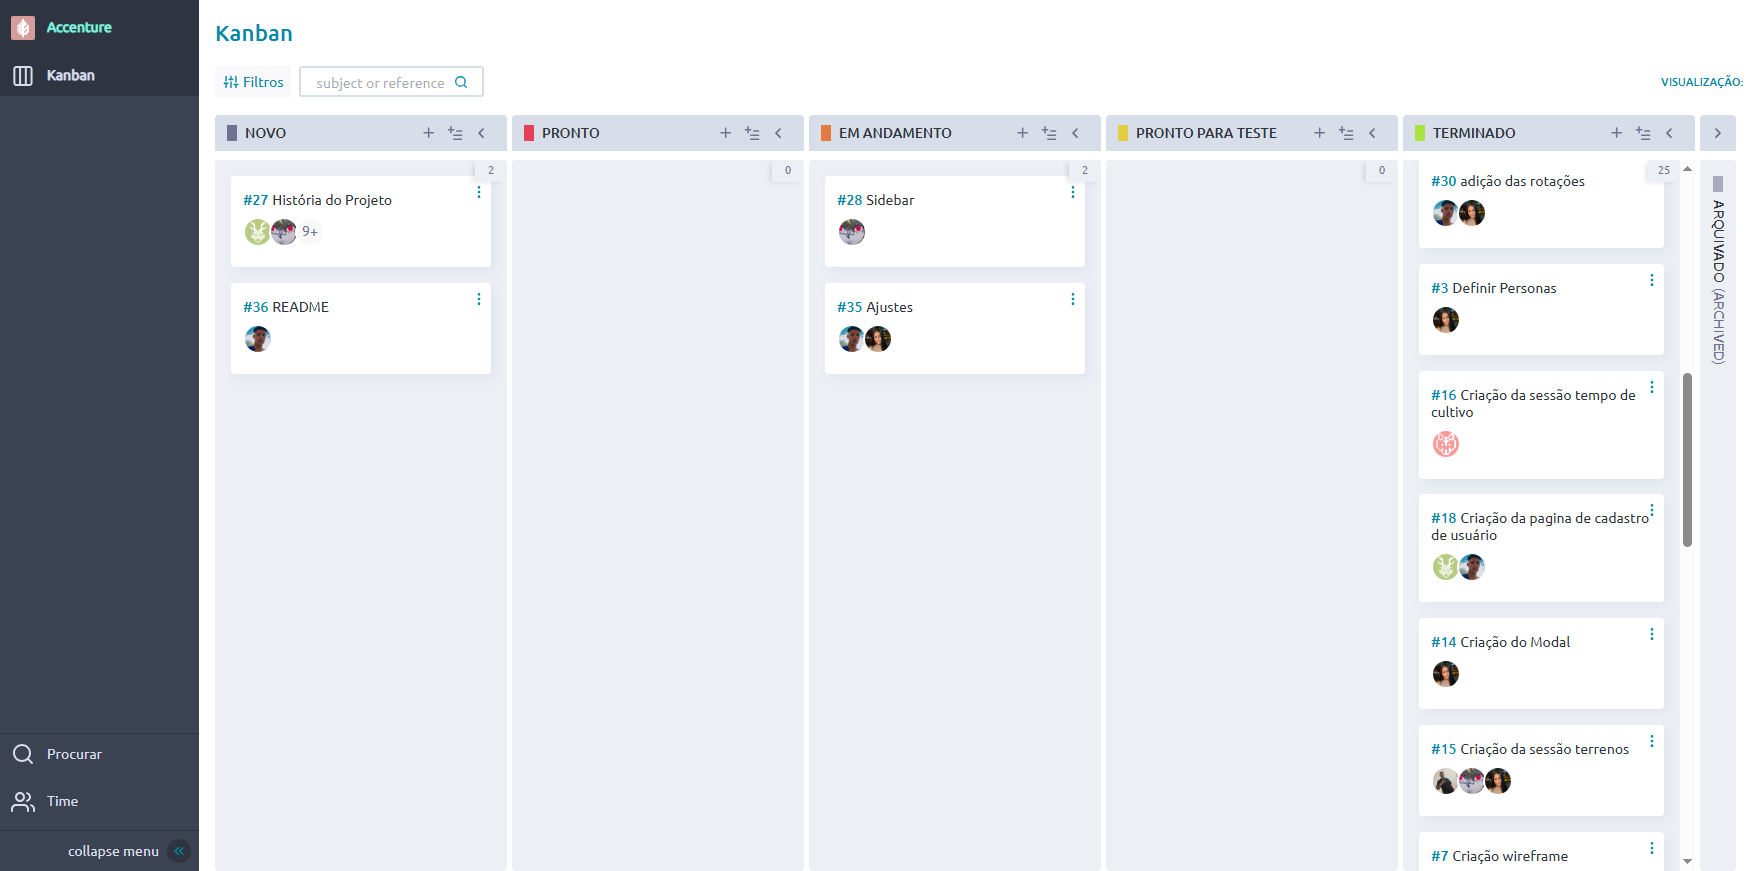 Accenture
Kanban
Kanban
Filtros
subject or reference
VISUALIZAÇÃO:
NOVO
PRONTO
EM ANDAMENTO
PRONTO PARA TESTE
TERMINADO
2
#27 História do Projeto
9+
#36 README
0
2
#28 Sidebar
#35 Ajustes
0
25
#30 adição das rotações
#3 Definir Personas
#16 Criação da sessão tempo de
cultivo
#18 Criação da pagina de cadastro
de usuário
#14 Criação do Modal
#15 Criação da sessão terrenos
#7 Criação wireframe
ARQUIVADO (ARCHIVED)
Procurar
Time
collapse menu